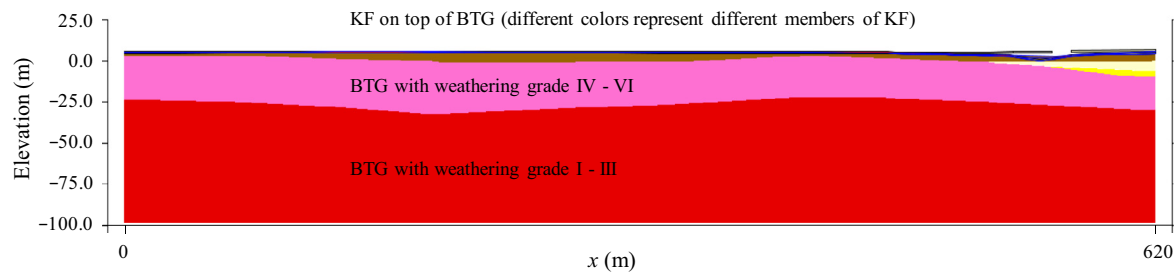 KF on top of BTG (different colors represent different members of KF)
25.0
0.0
BTG with weathering grade IV - VI
−25.0
−50.0
BTG with weathering grade I - III
−75.0
−100.0
Elevation (m)
0
620
x (m)